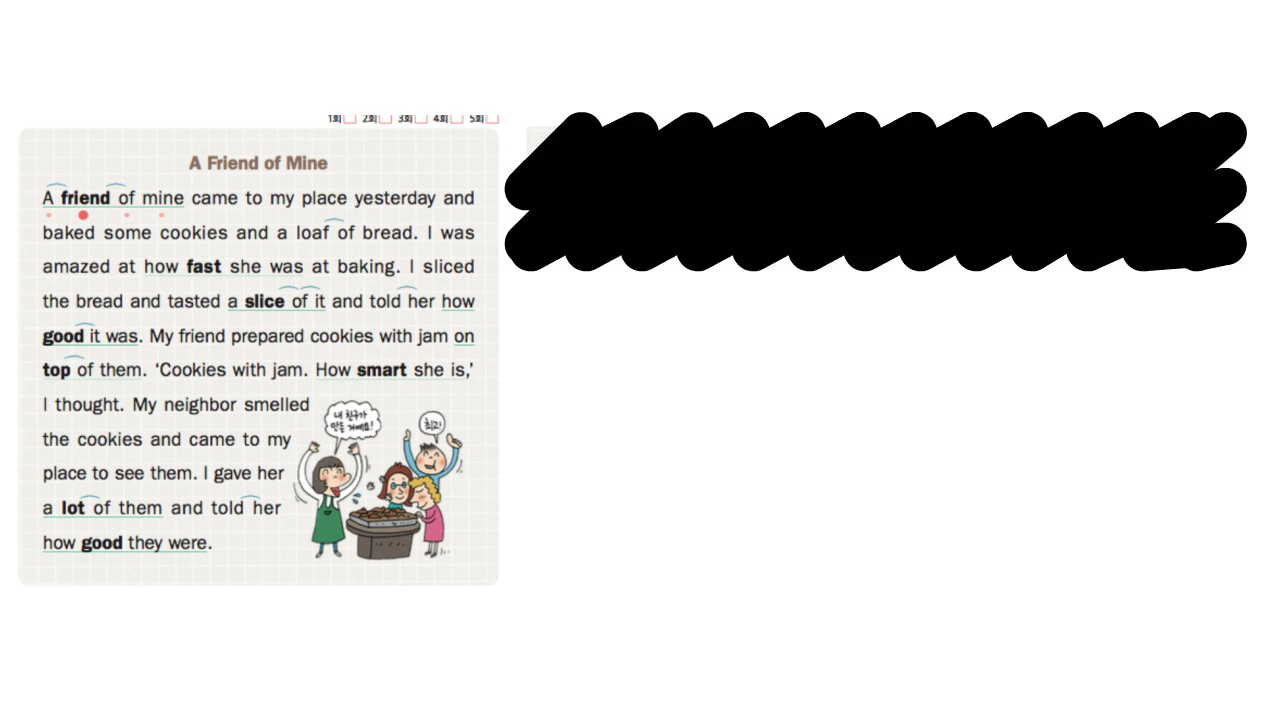 1회 2회 3회 4회 5회
A Friend of Mine
A friend of mine came to my place yesterday and
baked some cookies and a loaf of bread. I was
amazed at how fast she was at baking. I sliced
the bread and tasted a slice of it and told her how
good it was. My friend prepared cookies with jam on
top of them. ‘Cookies with jam. How smart she is,’
I thought. My neighbor smelled
the cookies and came to my
place to see them. I gave her
a lot of them and told her
how good they were.
내 친구가
만든 거예요!
최고!